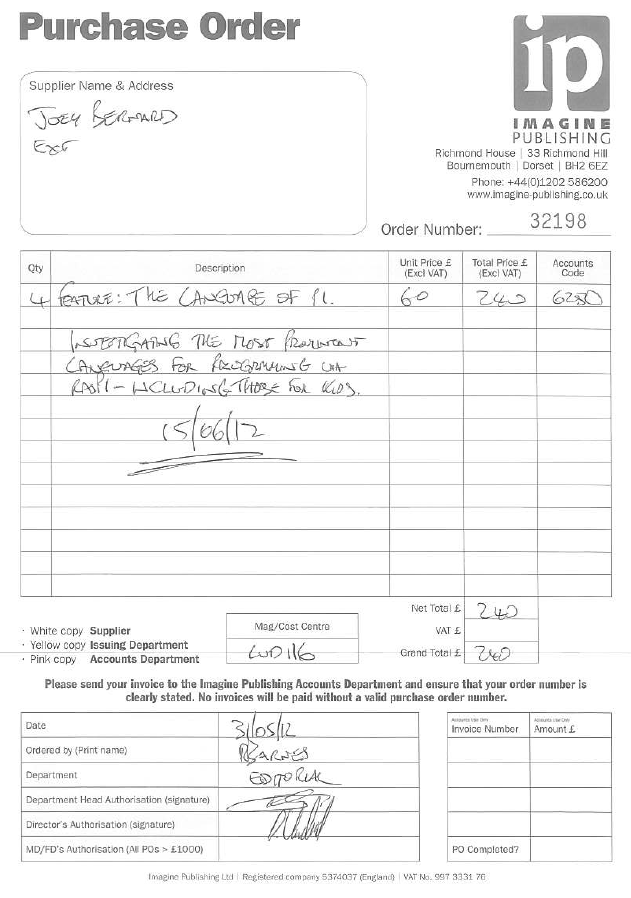 Purchase Order
ip
IMAGINE
PUBLISHING
Supplier Name & Address
JOEY BERNARD
EXT
Richmond House | 33 Richmond Hill
Bournemouth | Dorset | BH2 6EZ
Phone: +44(0)1202 586200
www.imagine-publishing.co.uk
Order Number: 32198
Qty Description Unit Price £ (Excl VAT) Total Price £ (Excl VAT) Accounts Code
4 FEATURE: THE LANGUAGE OF PI. 60 240 6280
INVESTIGATING THE MOST PROMINENT
LANGUAGES FOR PROGRAMMING VIA
RASPI - INCLUDING THOSE FOR KIDS.
15/06/12
Net Total £ 240
VAT £
Grand Total £ 240
· White copy Supplier
· Yellow copy Issuing Department
· Pink copy Accounts Department
Mag/Cost Centre
LUD 116
Please send your invoice to the Imagine Publishing Accounts Department and ensure that your order number is
clearly stated. No invoices will be paid without a valid purchase order number.
Date 31/05/12
Ordered by (Print name) R BARNES
Department EDITORIAL
Department Head Authorisation (signature)
Director's Authorisation (signature)
MD/FD's Authorisation (All POs > £1000)
Accounts Use Only Accounts Use Only
Invoice Number Amount £
PO Completed?
Imagine Publishing Ltd | Registered company 5374037 (England) | VAT No. 997 3331 76